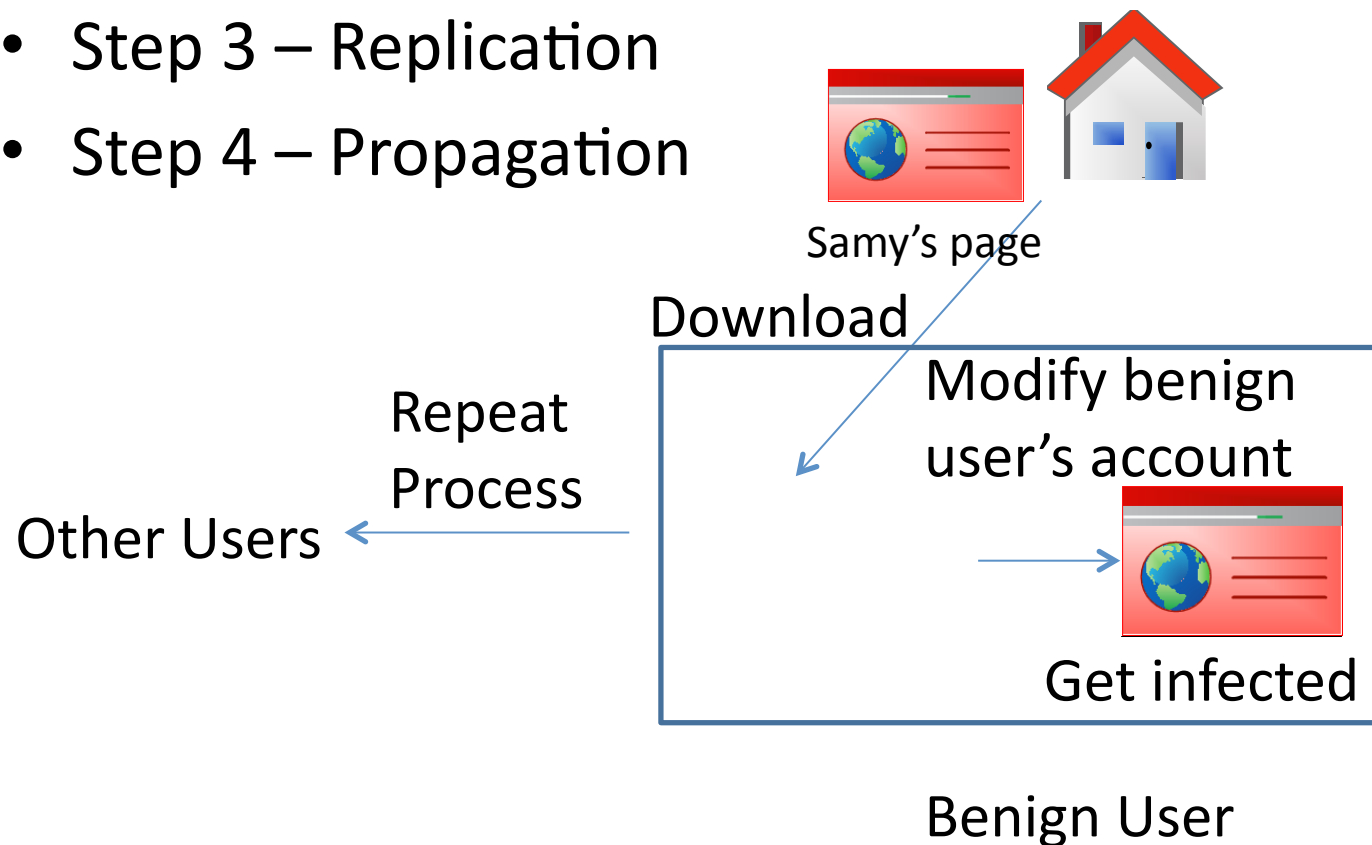 • Step 3 – Replication
• Step 4 – Propagation
Samy's page
Download
Modify benign
user's account
Repeat
Process
Other Users
Get infected
Benign User